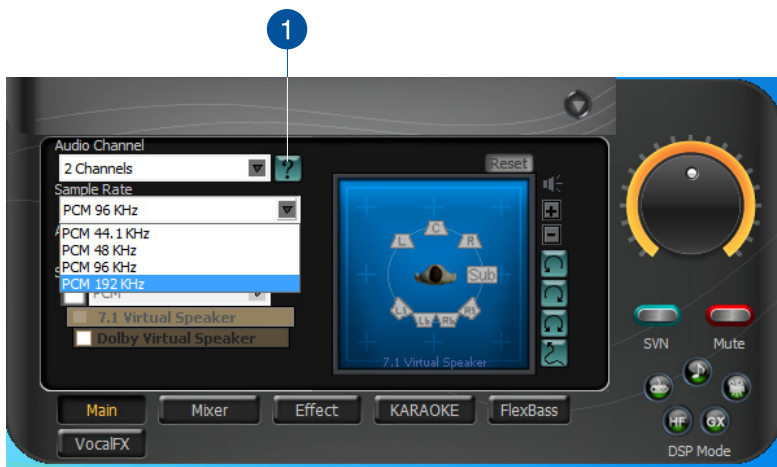 1
Audio Channel
2 Channels
?
Sample Rate
PCM 96 KHz
PCM 44.1 KHz
PCM 48 KHz
PCM 96 KHz
PCM 192 KHz
PCM
7.1 Virtual Speaker
Dolby Virtual Speaker
Reset
L
C
R
Sub
Ls
Lb
Rb
Rs
7.1 Virtual Speaker
SVN
Mute
HF
GX
DSP Mode
Main
Mixer
Effect
KARAOKE
FlexBass
VocalFX